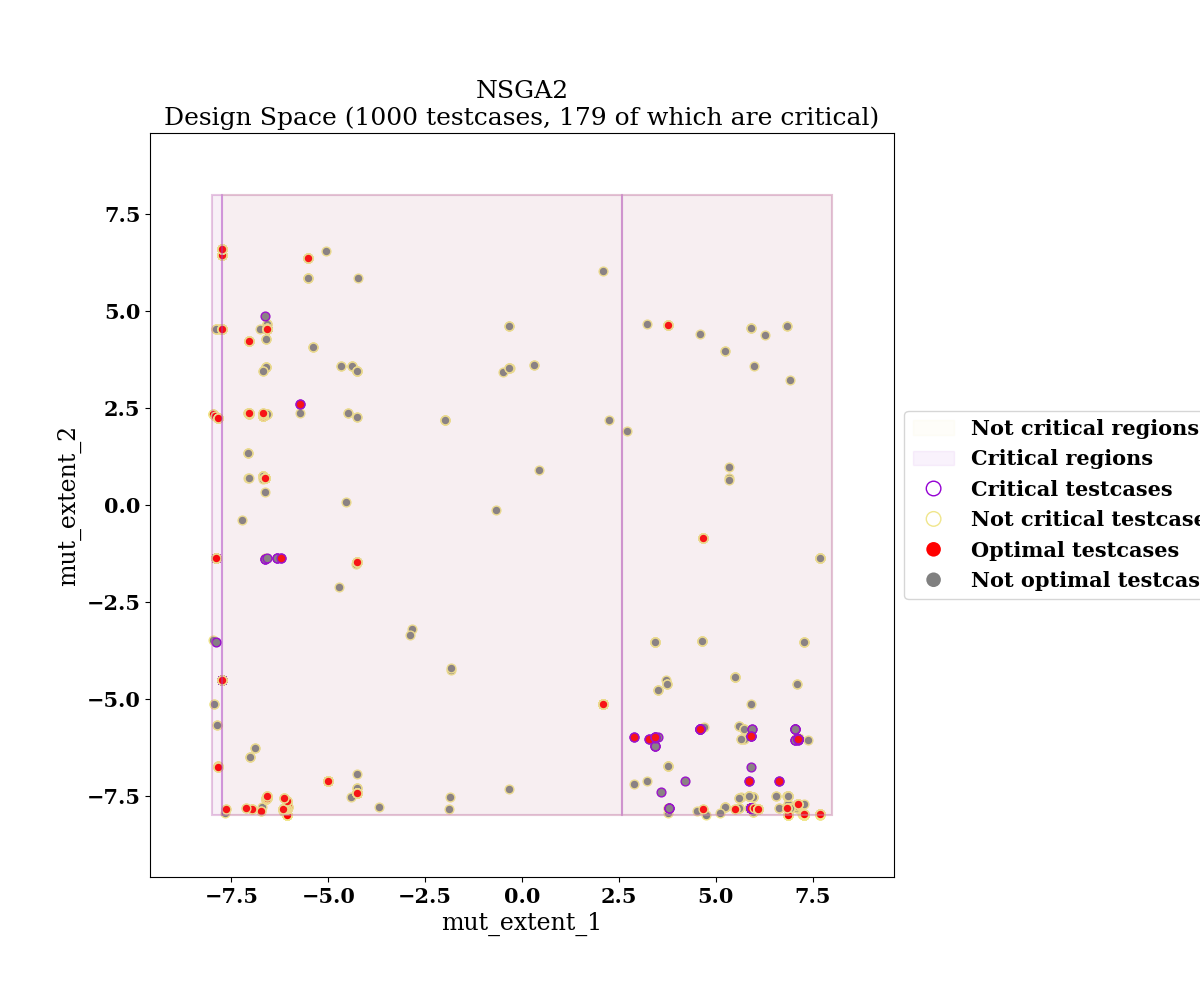 NSGA2
Design Space (1000 testcases, 179 of which are critical)
7.5
5.0
2.5
0.0
−2.5
−5.0
−7.5
mut_extent_2
−7.5
−5.0
−2.5
0.0
2.5
5.0
7.5
mut_extent_1
Not critical regions
Critical regions
Critical testcases
Not critical testcase
Optimal testcases
Not optimal testcas